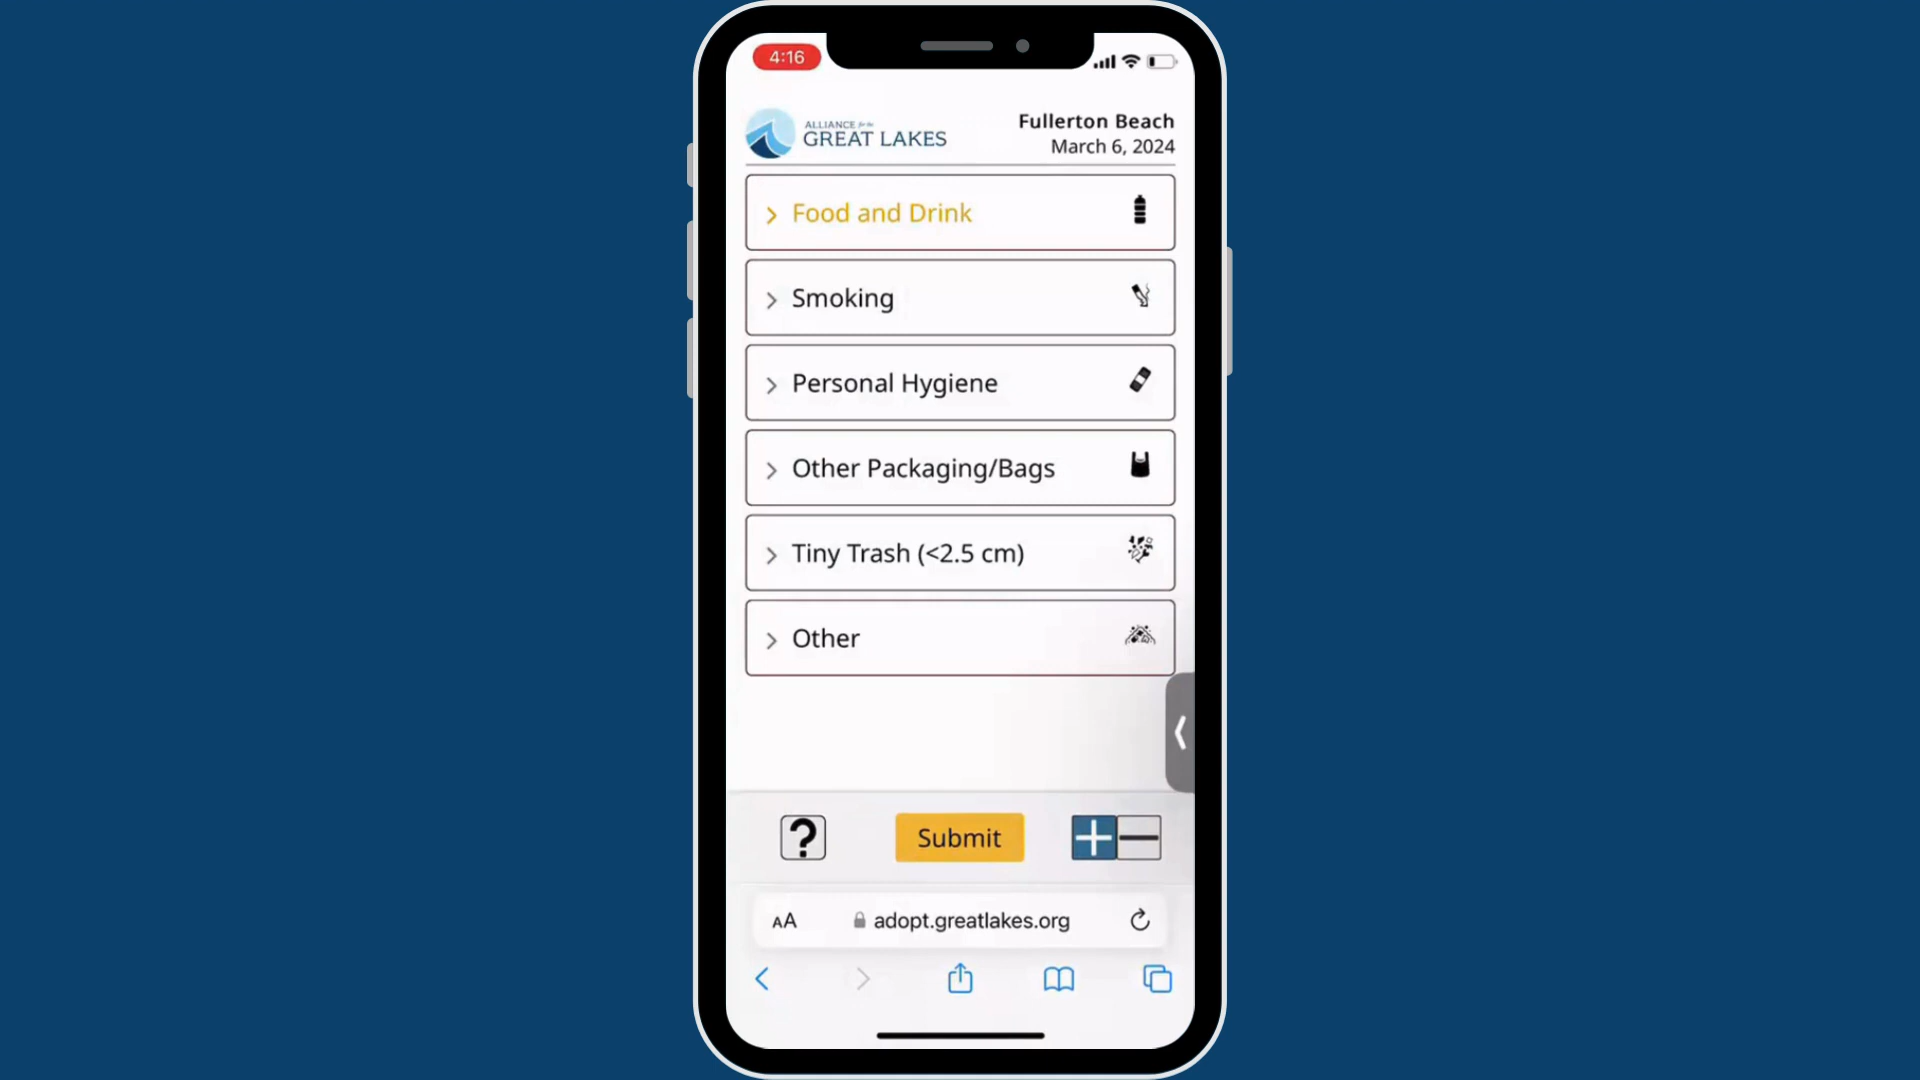 4:16
ALLIANCE for the
GREAT LAKES
Fullerton Beach
March 6, 2024
Food and Drink
Smoking
Personal Hygiene
Other Packaging/Bags
Tiny Trash (<2.5 cm)
Other
?
Submit
AA
adopt.greatlakes.org